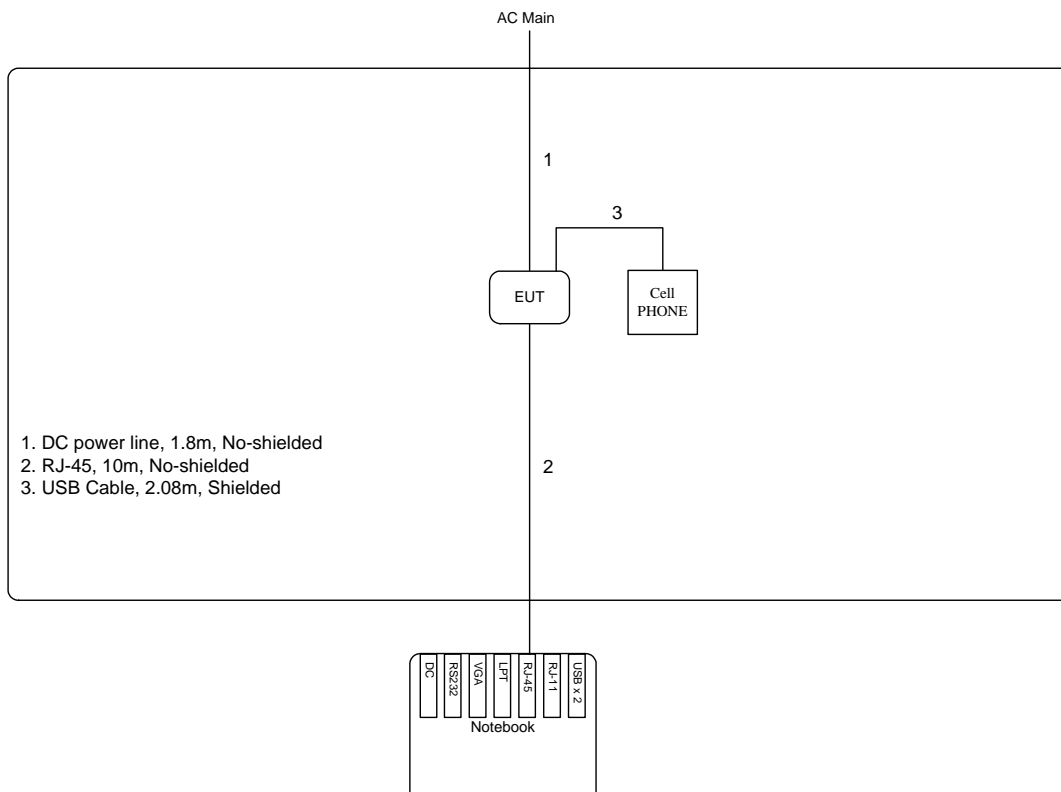 AC Main
1
3
EUT
Cell
PHONE
1. DC power line, 1.8m, No-shielded
2. RJ-45, 10m, No-shielded
3. USB Cable, 2.08m, Shielded
2
DC
RS232
VGA
LPT
RJ-45
RJ-11
USB x 2
Notebook